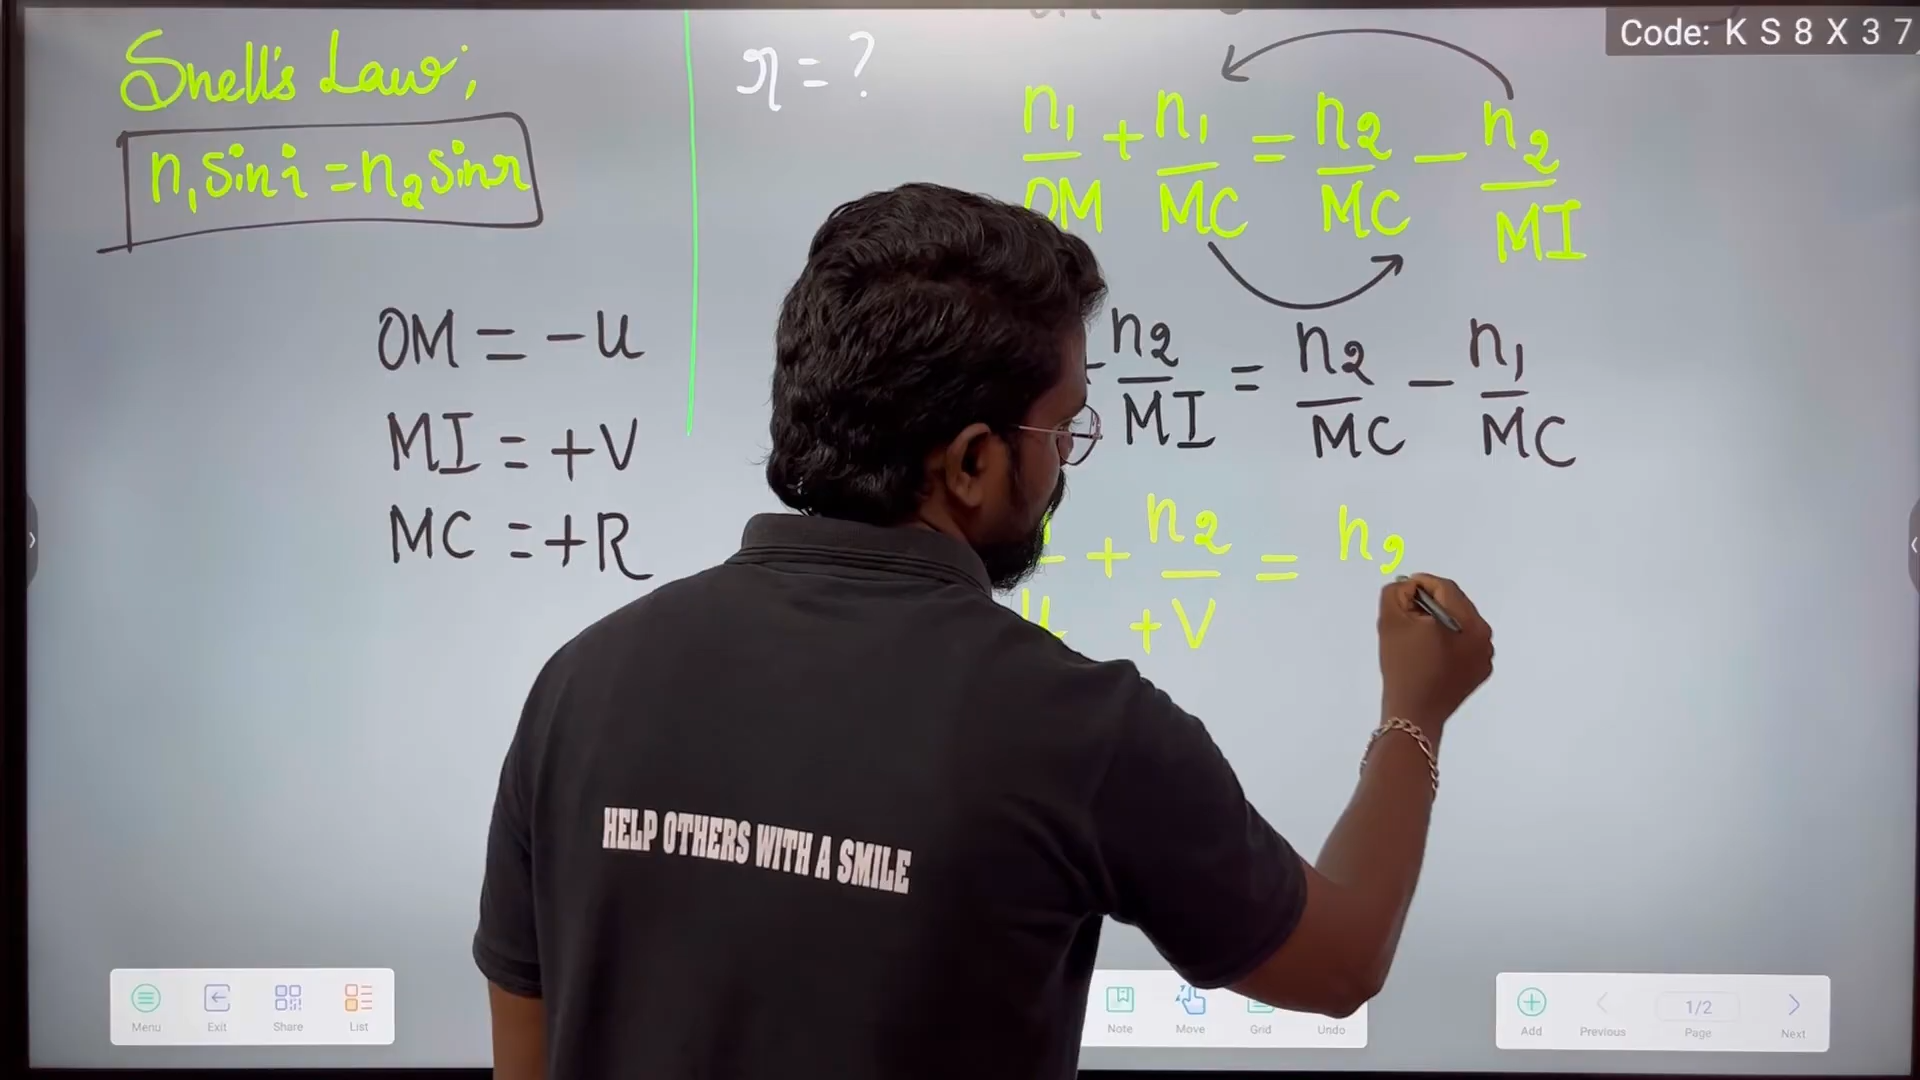 Code: K S 8 X 3 7
Snell's Law;
n₁ sin i = n₂ sin r
r = ?
n₁/OM + n₁/MC = n₂/MC − n₂/MI
n₂/MI = n₂/MC − n₁/MC
OM = −u
MI = +V
MC = +R
u + n₂/+V = n₂
HELP OTHERS WITH A SMILE
Menu Exit Share List
Note Move Grid Undo
Add Previous 1/2 Page Next